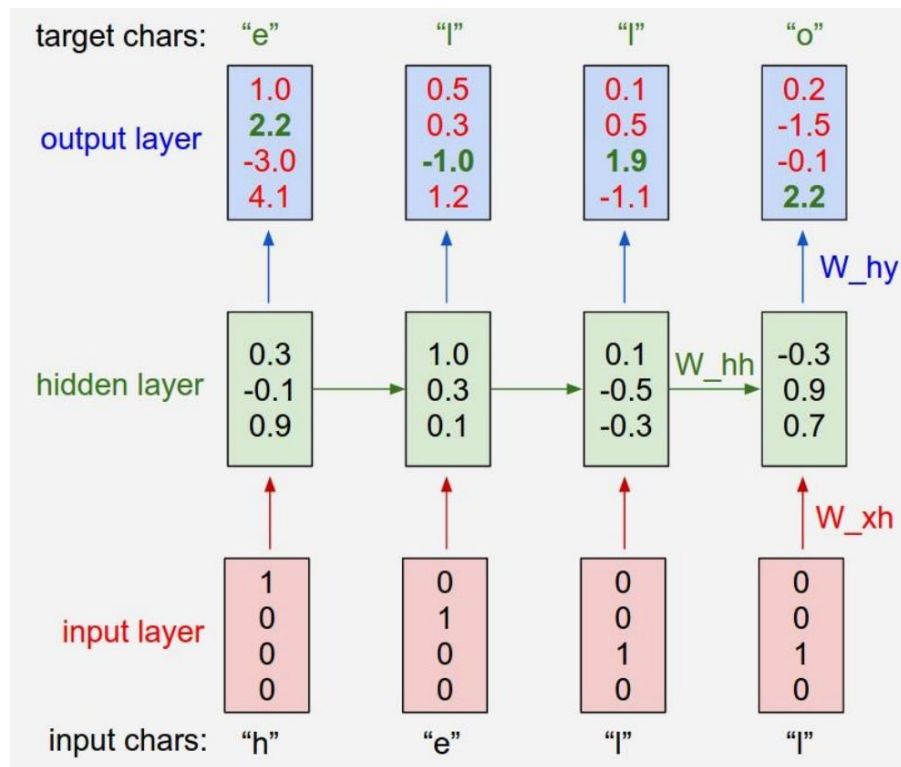 target chars: “e” “l” “l” “o”
1.0 0.5 0.1 0.2
2.2 0.3 0.5 -1.5
output layer
-3.0 -1.0 1.9 -0.1
4.1 1.2 -1.1 2.2
W_hy
0.3 1.0 0.1 W_hh -0.3
hidden layer -0.1 0.3 -0.5 0.9
0.9 0.1 -0.3 0.7
W_xh
1 0 0 0
0 1 0 0
input layer
0 0 1 1
0 0 0 0
input chars: “h” “e” “l” “l”